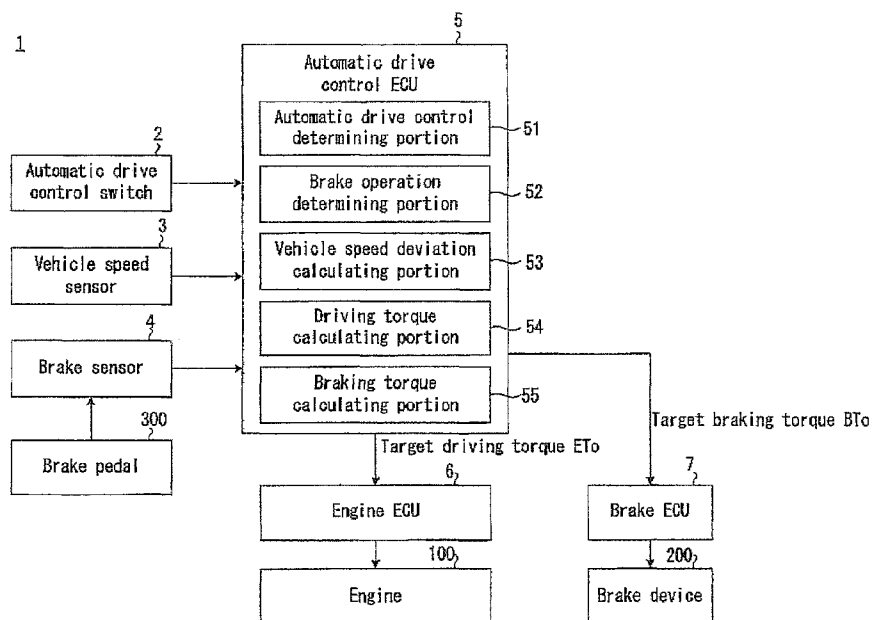 1
5
Automatic drive
control ECU
Automatic drive control
determining portion
51
2
Automatic drive
control switch
Brake operation
determining portion
52
3
Vehicle speed
sensor
Vehicle speed deviation
calculating portion
53
4
Brake sensor
Driving torque
calculating portion
54
Braking torque
calculating portion
55
300
Brake pedal
Target driving torque ETo
Target braking torque BTo
6
Engine ECU
7
Brake ECU
100
Engine
200
Brake device